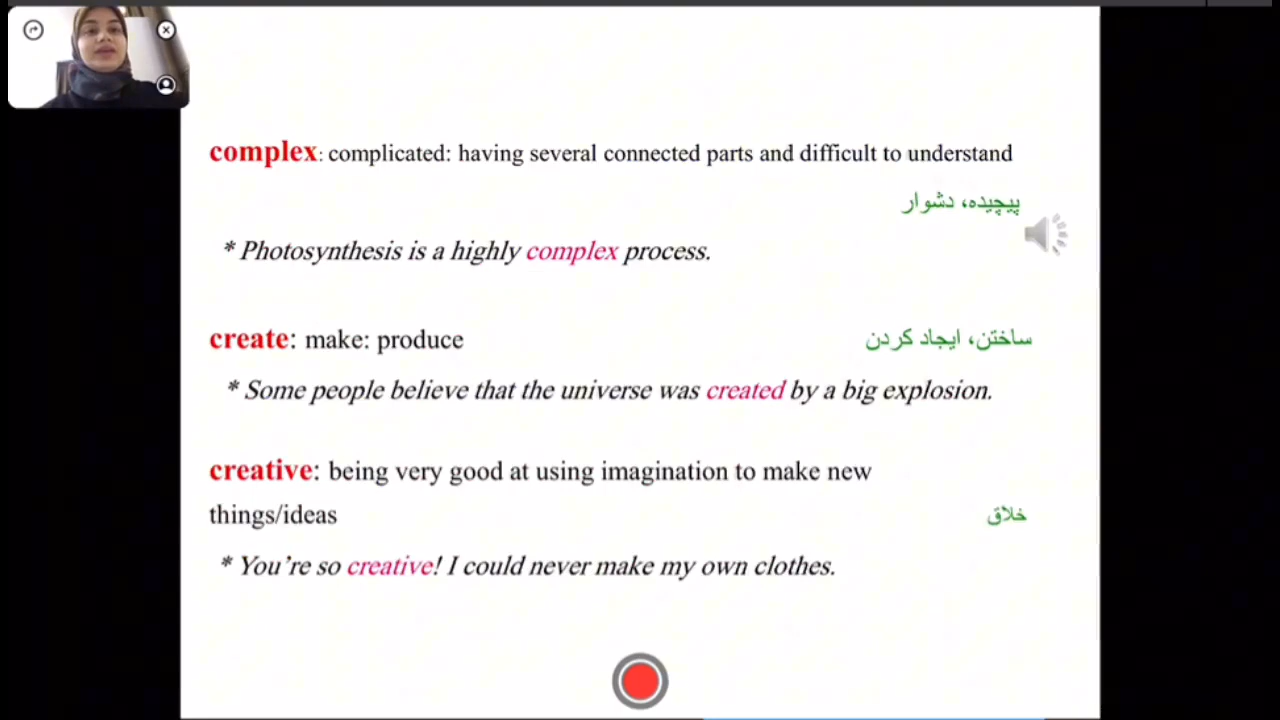 complex: complicated: having several connected parts and difficult to understand
پیچیده، دشوار
* Photosynthesis is a highly complex process.
create: make: produce ساختن، ایجاد کردن
* Some people believe that the universe was created by a big explosion.
creative: being very good at using imagination to make new
things/ideas خلاق
* You’re so creative! I could never make my own clothes.